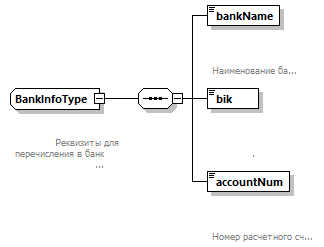 bankName
Наименование ба...
BankInfoType
bik
Реквизиты для
перечисления в банк
...
.
accountNum
Номер расчетного сч...